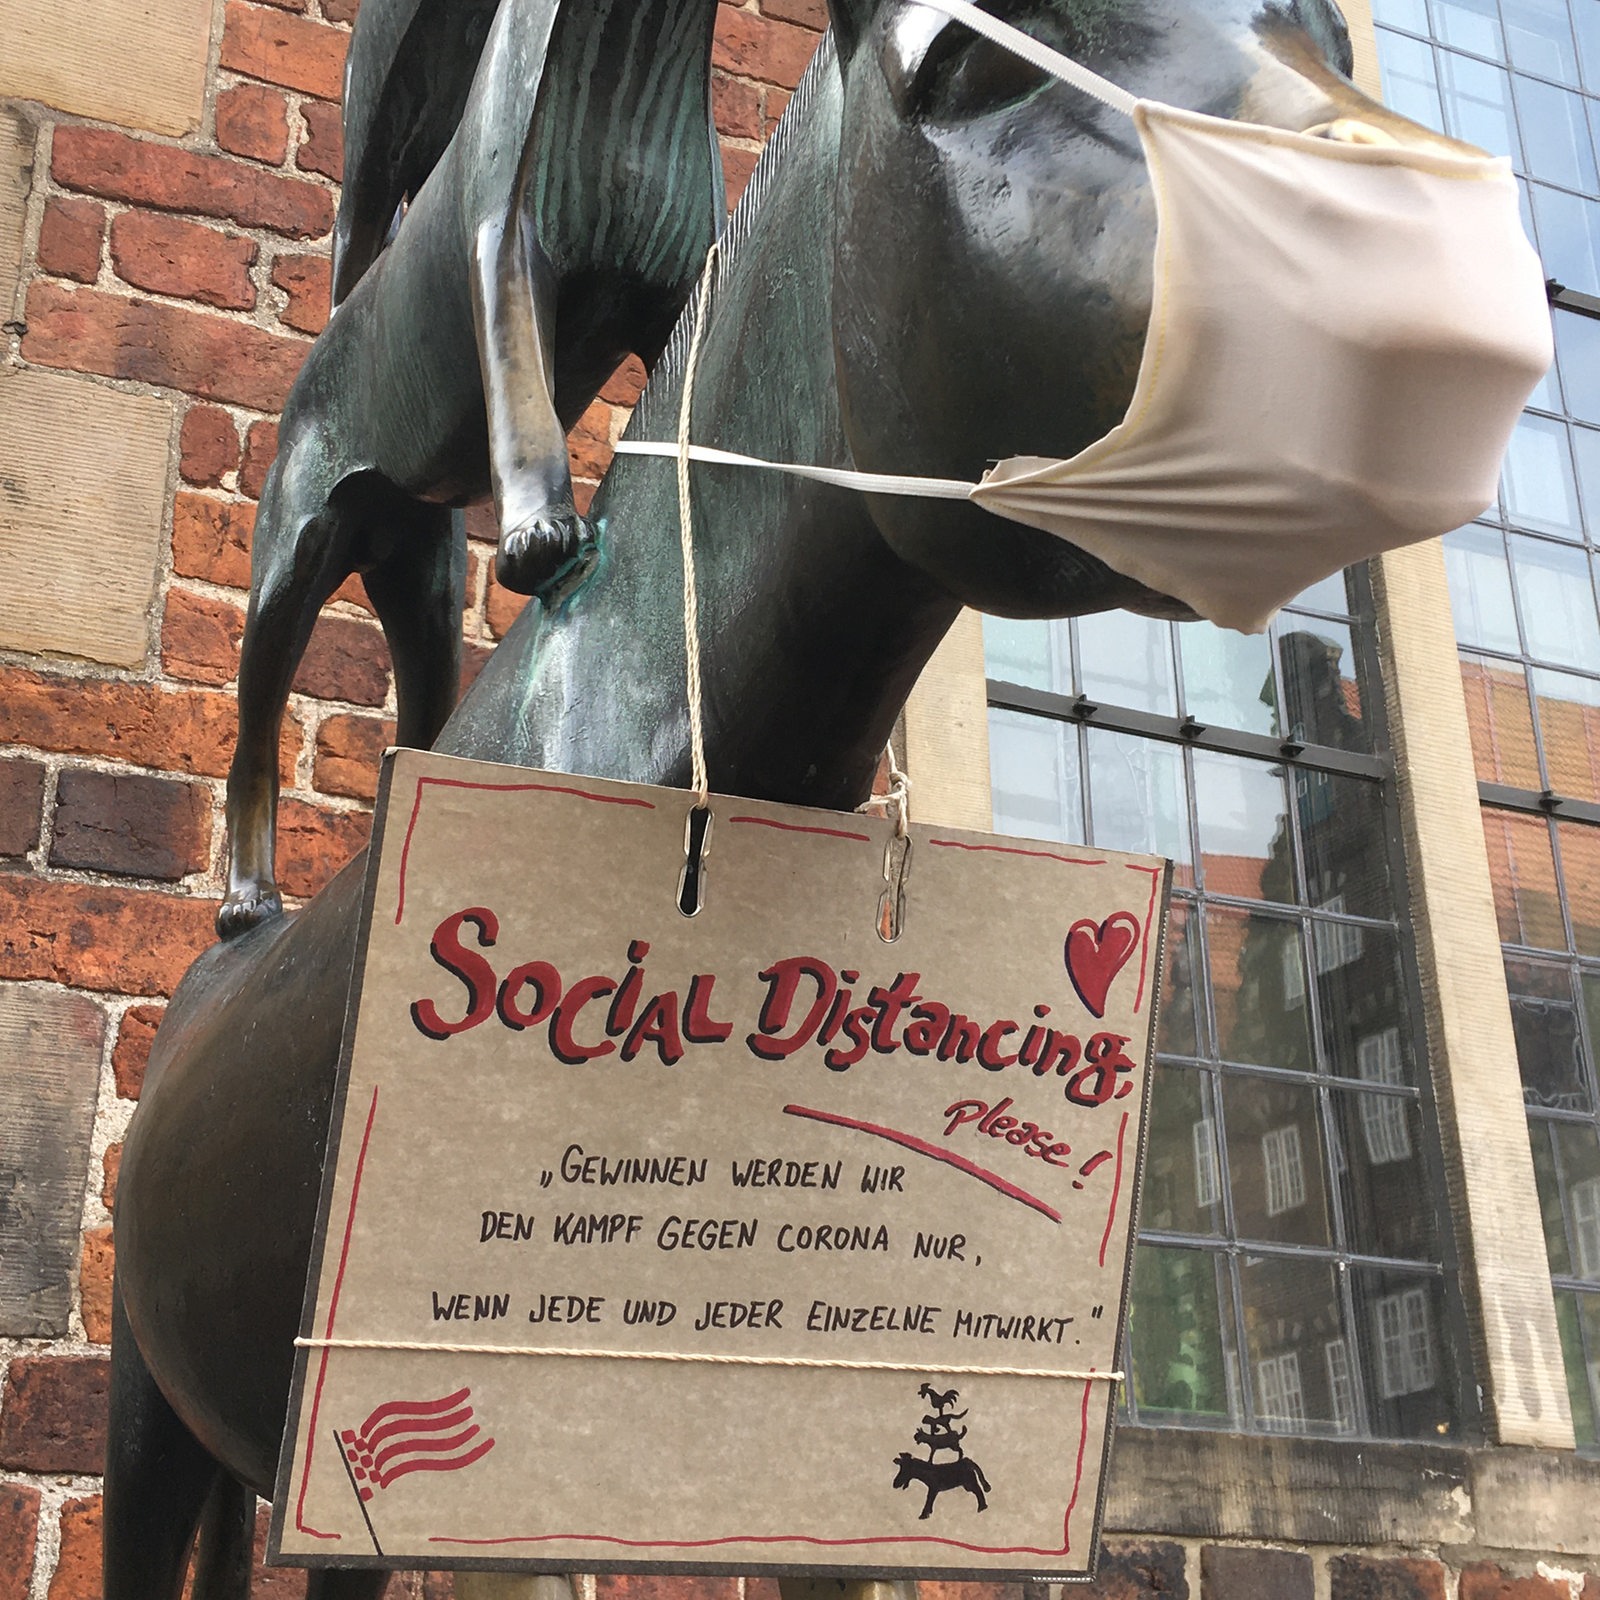 Social Distancing,
please!
„GEWINNEN WERDEN WIR
DEN KAMPF GEGEN CORONA NUR,
WENN JEDE UND JEDER EINZELNE MITWIRKT."